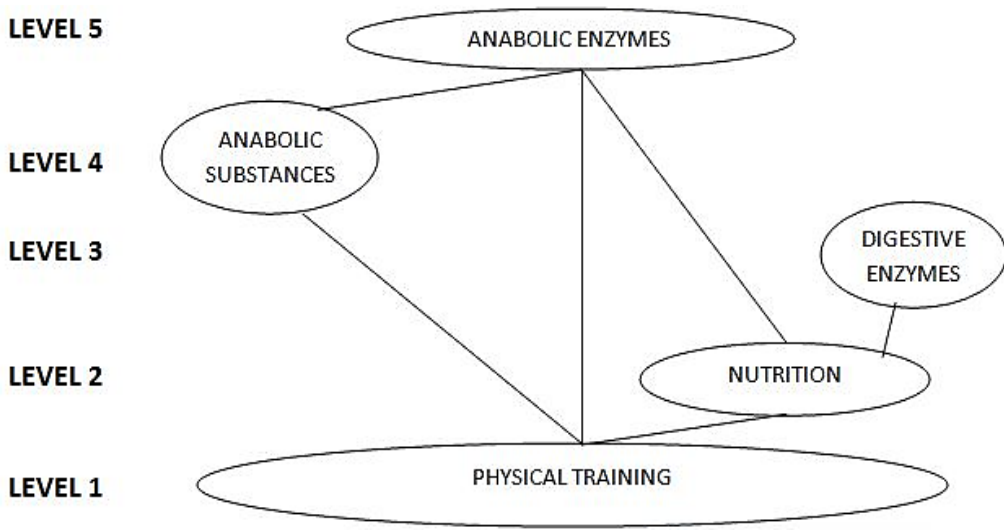 LEVEL 5
ANABOLIC ENZYMES
LEVEL 4
ANABOLIC
SUBSTANCES
LEVEL 3
DIGESTIVE
ENZYMES
LEVEL 2
NUTRITION
LEVEL 1
PHYSICAL TRAINING